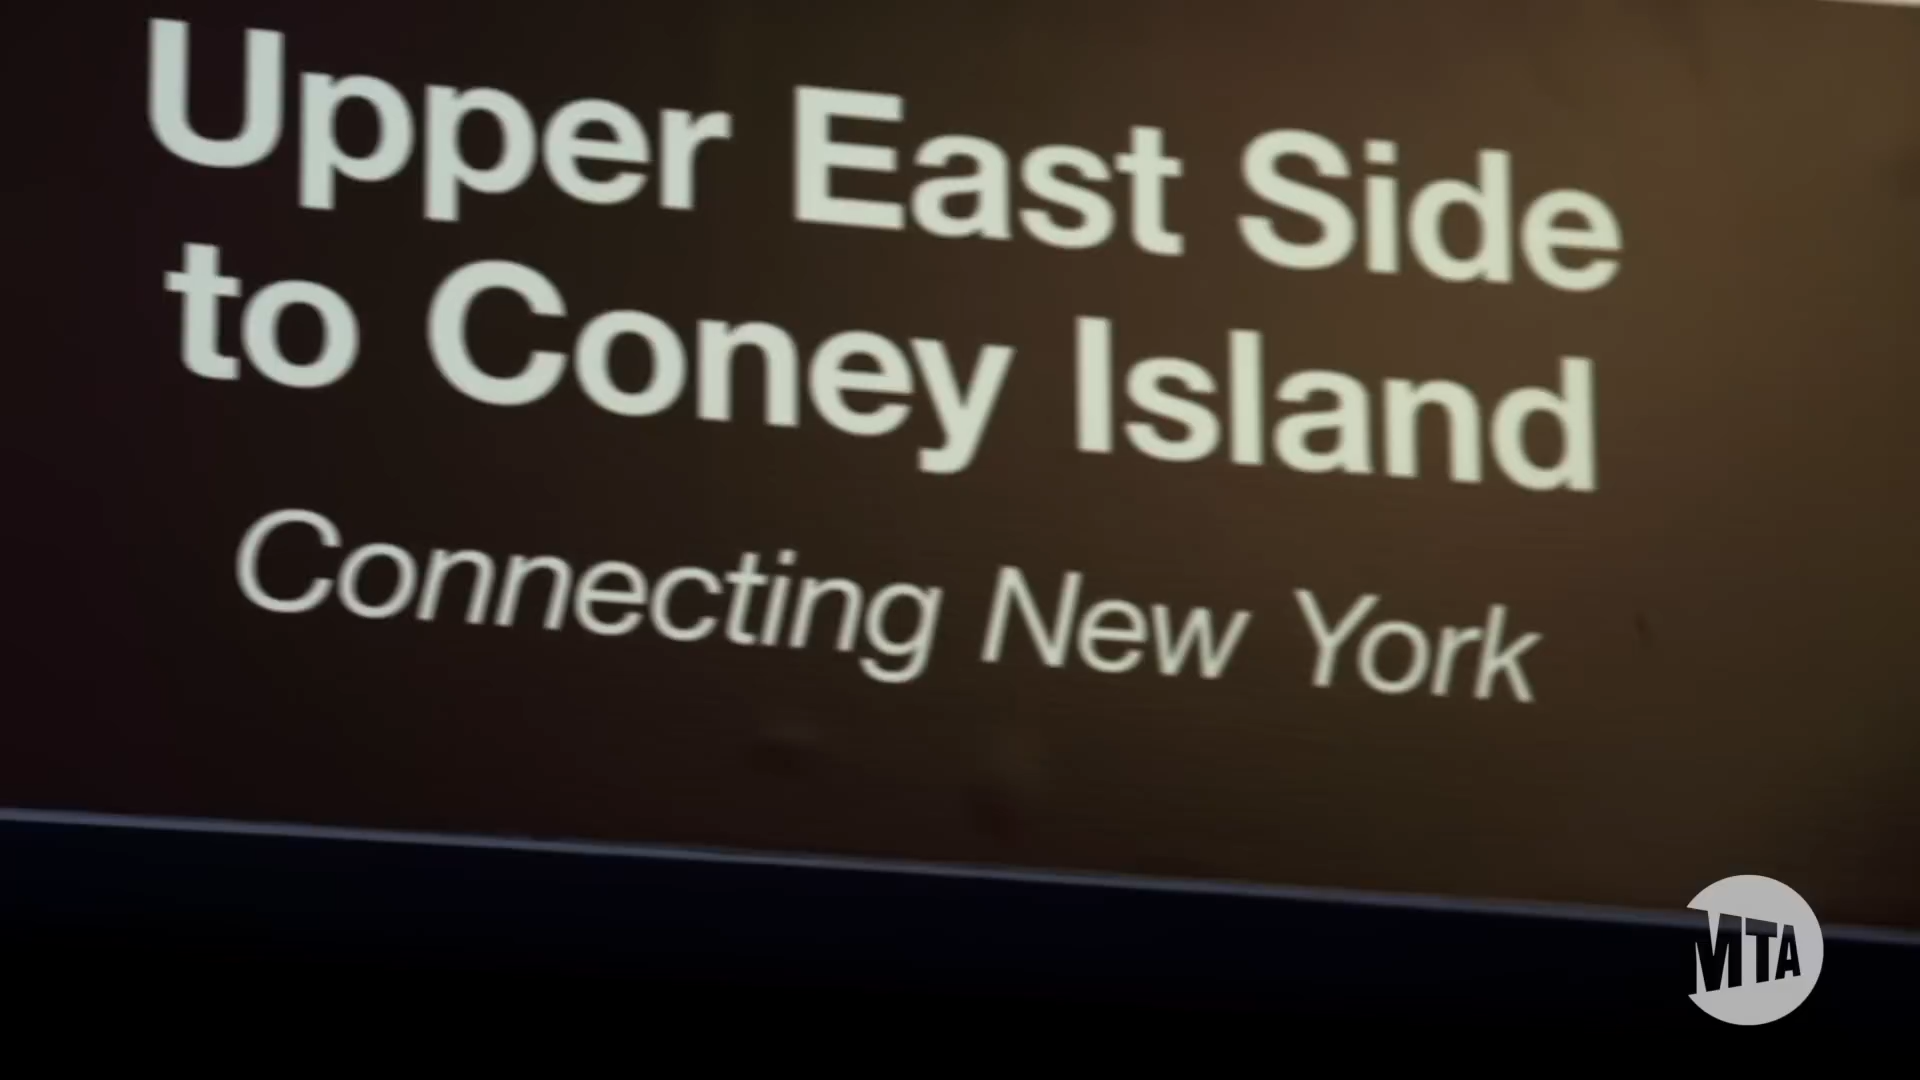 Upper East Side
to Coney Island
Connecting New York
MTA